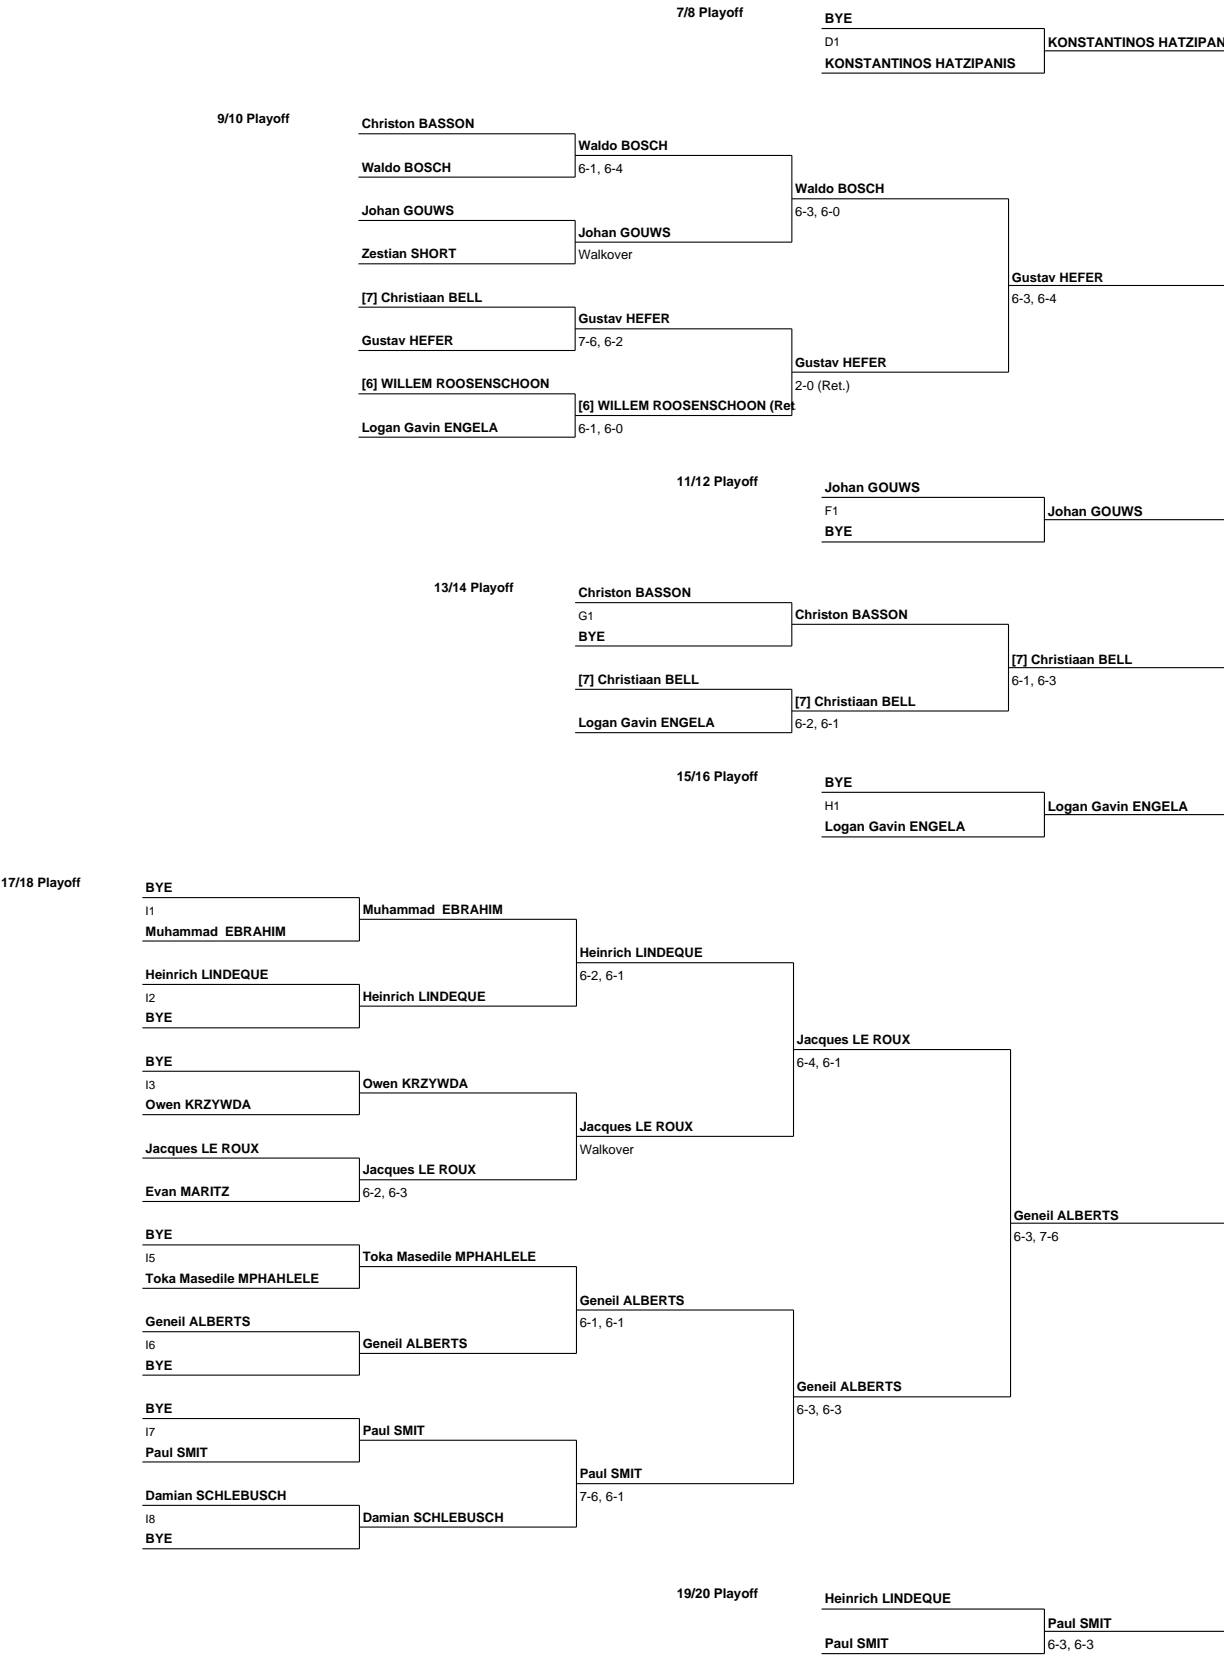 7/8 Playoff
BYE
D1
KONSTANTINOS HATZIPAN
KONSTANTINOS HATZIPANIS
9/10 Playoff
Christon BASSON
Waldo BOSCH
Waldo BOSCH
6-1, 6-4
Waldo BOSCH
6-3, 6-0
Johan GOUWS
Johan GOUWS
Zestian SHORT
Walkover
Gustav HEFER
6-3, 6-4
[7] Christiaan BELL
Gustav HEFER
Gustav HEFER
7-6, 6-2
Gustav HEFER
2-0 (Ret.)
[6] WILLEM ROOSENSCHOON
[6] WILLEM ROOSENSCHOON (Ret
Logan Gavin ENGELA
6-1, 6-0
11/12 Playoff
Johan GOUWS
F1
Johan GOUWS
BYE
13/14 Playoff
Christon BASSON
G1
Christon BASSON
BYE
[7] Christiaan BELL
6-1, 6-3
[7] Christiaan BELL
[7] Christiaan BELL
Logan Gavin ENGELA
6-2, 6-1
15/16 Playoff
BYE
H1
Logan Gavin ENGELA
Logan Gavin ENGELA
17/18 Playoff
BYE
I1
Muhammad  EBRAHIM
Muhammad  EBRAHIM
Heinrich LINDEQUE
6-2, 6-1
Heinrich LINDEQUE
I2
Heinrich LINDEQUE
BYE
Jacques LE ROUX
6-4, 6-1
BYE
I3
Owen KRZYWDA
Owen KRZYWDA
Jacques LE ROUX
Walkover
Jacques LE ROUX
Jacques LE ROUX
Evan MARITZ
6-2, 6-3
Geneil ALBERTS
6-3, 7-6
BYE
I5
Toka Masedile MPHAHLELE
Toka Masedile MPHAHLELE
Geneil ALBERTS
6-1, 6-1
Geneil ALBERTS
I6
Geneil ALBERTS
BYE
Geneil ALBERTS
6-3, 6-3
BYE
I7
Paul SMIT
Paul SMIT
Paul SMIT
7-6, 6-1
Damian SCHLEBUSCH
I8
Damian SCHLEBUSCH
BYE
19/20 Playoff
Heinrich LINDEQUE
Paul SMIT
Paul SMIT
6-3, 6-3